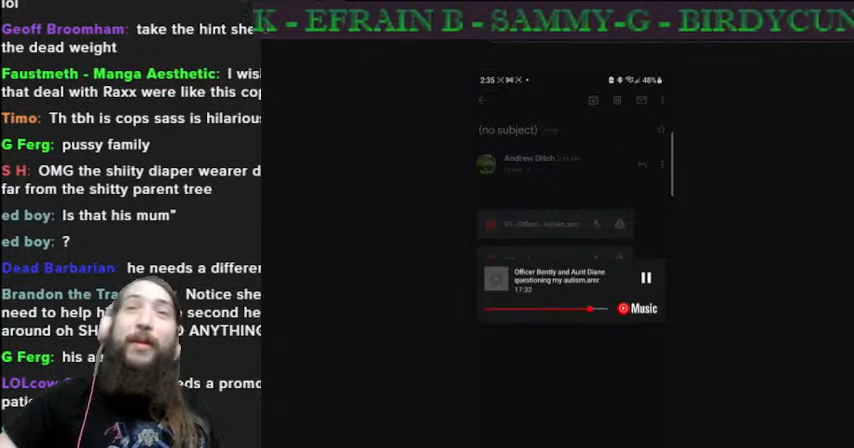 lol
K - EFRAIN B - SAMMY-G - BIRDYCUN
Geoff Broomham: take the hint she
the dead weight
Faustmeth - Manga Aesthetic: I wis
that deal with Raxx were like this cop
Timo: Th tbh is cops sass is hilariou
G Ferg: pussy family
S H: OMG the shiity diaper wearer d
far from the shitty parent tree
ed boy: Is that his mum"
ed boy: ?
Dead Barbarian: he needs a differen
Brandon the Tra Notice she
need to help h e second he
around oh SH O ANYTHING
G Ferg: his a
LOLcow eds a promo
patie
2:35 48%
(no subject)
Andrew Ditch
Officer Bently and Aunt Diane
questioning my autism.amr
17:32
Music